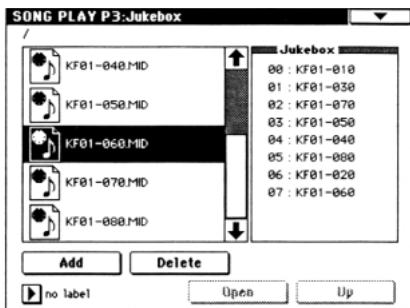 SONG PLAY P3:Jukebox
/
KF01-040.MID
KF01-050.MID
KF01-060.MID
KF01-070.MID
KF01-080.MID
Jukebox
00 : KF01-010
01 : KF01-030
02 : KF01-070
03 : KF01-050
04 : KF01-040
05 : KF01-080
06 : KF01-020
07 : KF01-060
Add
Delete
no label
Open
Up